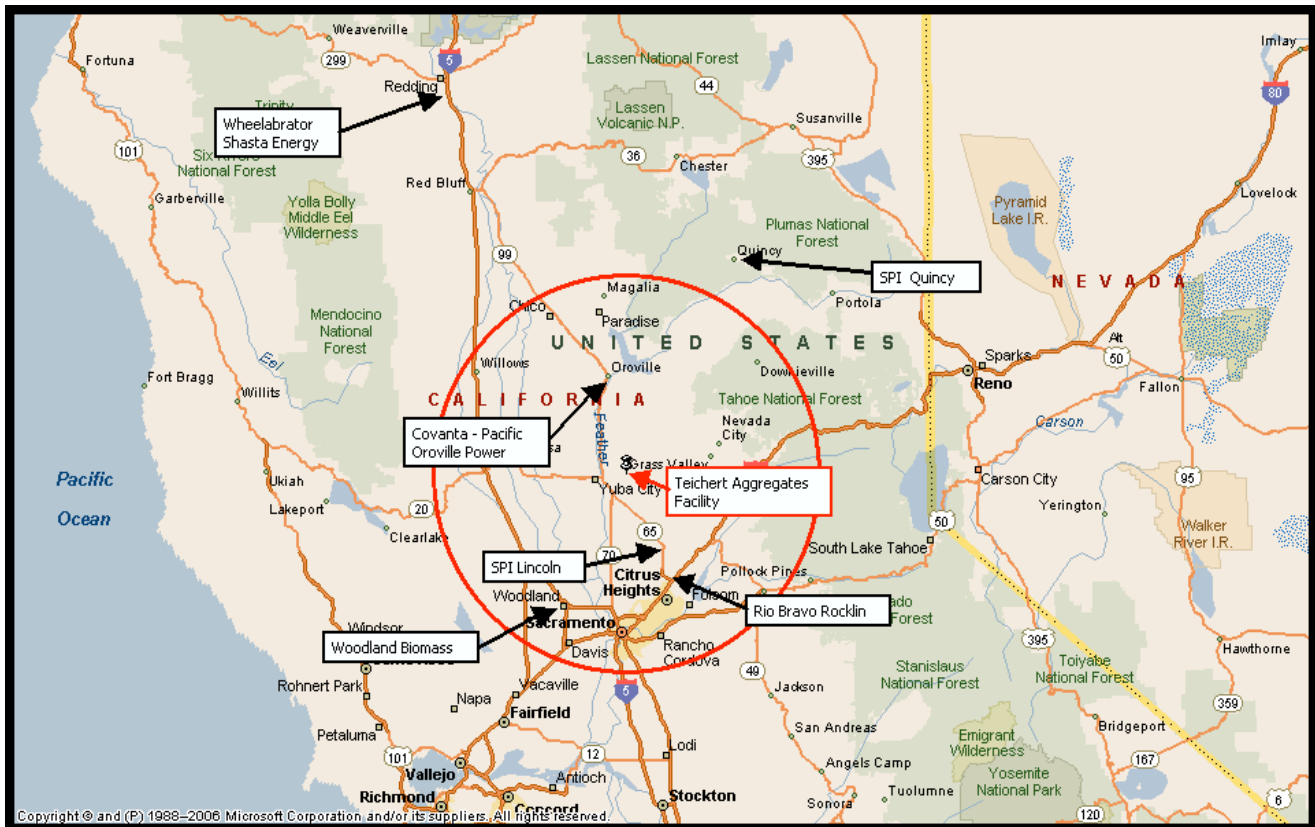 Weaverville
Imlay
Fortuna
299
5
Lassen National Forest
Redding
44
80
Trinity
Lassen
Volcanic N.P.
Wheelabrator
Shasta Energy
Susanville
101
Six Rivers
National Forest
36
395
Chester
Red Bluff
Garberville
Lovelock
Yolla Bolly
Middle Eel
Wilderness
Pyramid
Lake I.R.
Plumas National
Forest
99
Quincy
SPI Quincy
NEVADA
Magalia
Portola
Chico
Paradise
Mendocino
National
Forest
UNITED STATES
Alt
50
Eel
Willows
Sparks
Oroville
Downieville
Reno
Fort Bragg
Willits
Fallon
CALIFORNIA
Tahoe National Forest
Feather
Nevada
City
Carson
Covanta - Pacific
Oroville Power
sa
Grass Valley
Pacific
Ocean
Ukiah
Yuba City
Teichert Aggregates
Facility
Carson City
95
Lakeport
20
Yerington
Clearlake
65
50
Walker
River I.R.
South Lake Tahoe
70
SPI Lincoln
Citrus
Heights
Pollock Pines
Woodland
Folsom
Rio Bravo Rocklin
ado
Forest
Windsor
Sacramento
395
Woodland Biomass
Davis
Rancho
Cordova
Hawthorne
49
Stanislaus
National Forest
Toiyabe
National Forest
Rohnert Park
Napa
Vacaville
5
Jackson
359
Fairfield
Bridgeport
Petaluma
San Andreas
Emigrant
Wilderness
101
12
Lodi
167
Vallejo
Antioch
Angels Camp
Yosemite
National Park
Richmond
Concord
Stockton
Sonora
Tuolumne
6
120
Copyright © and (P) 1988–2006 Microsoft Corporation and/or its suppliers. All rights reserved.